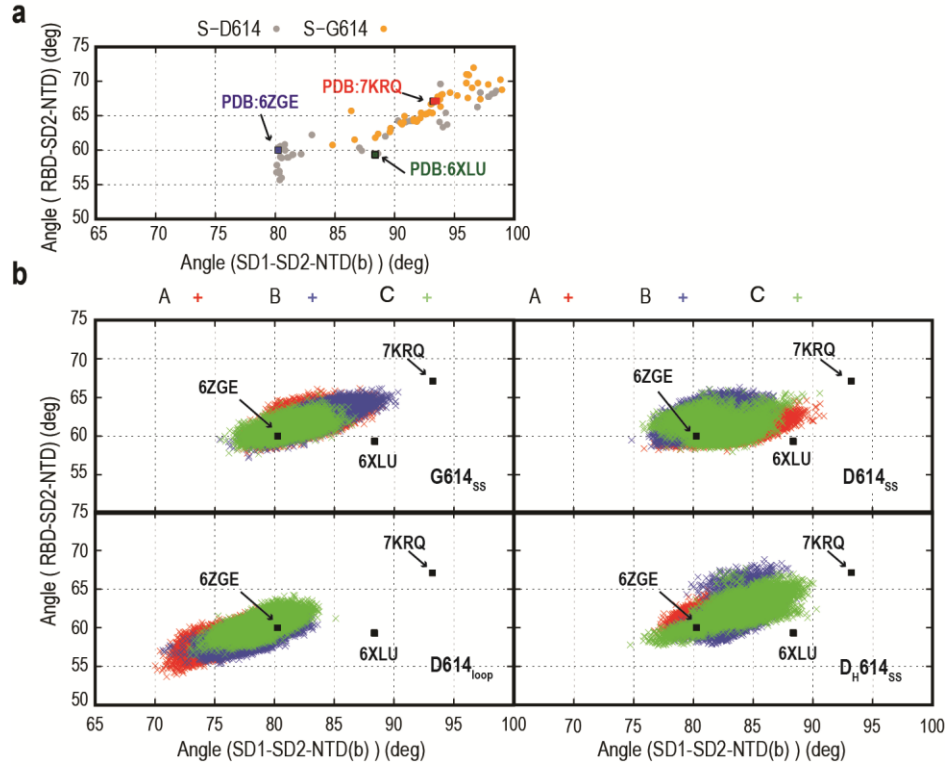 a
S-D614 S-G614
Angle ( RBD-SD2-NTD) (deg)
75
70
65
60
55
50
PDB:6ZGE
PDB:7KRQ
PDB:6XLU
65 70 75 80 85 90 95 100
Angle (SD1-SD2-NTD(b) ) (deg)
b
A + B + C + A + B + C +
Angle ( RBD-SD2-NTD) (deg)
75
70
65
60
55
75
6ZGE
7KRQ
6XLU
G614ss
6ZGE
7KRQ
6XLU
D614ss
70
65
60
55
50
6ZGE
7KRQ
6XLU
D614loop
6ZGE
7KRQ
6XLU
DH614ss
65 70 75 80 85 90 95 100 70 75 80 85 90 95 100
Angle (SD1-SD2-NTD(b) ) (deg) Angle (SD1-SD2-NTD(b) ) (deg)